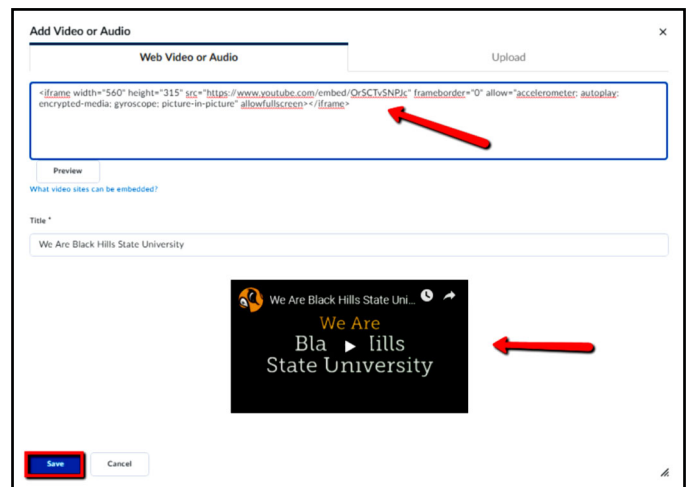 Add Video or Audio
×
Web Video or Audio
Upload
<iframe width="560" height="315" src="https://www.youtube.com/embed/OrSCTvSNPJc" frameborder="0" allow="accelerometer; autoplay;
encrypted-media; gyroscope; picture-in-picture" allowfullscreen></iframe>
Preview
What video sites can be embedded?
Title *
We Are Black Hills State University
We Are Black Hills State Uni...
We Are
Bla Iills
State University
Save
Cancel